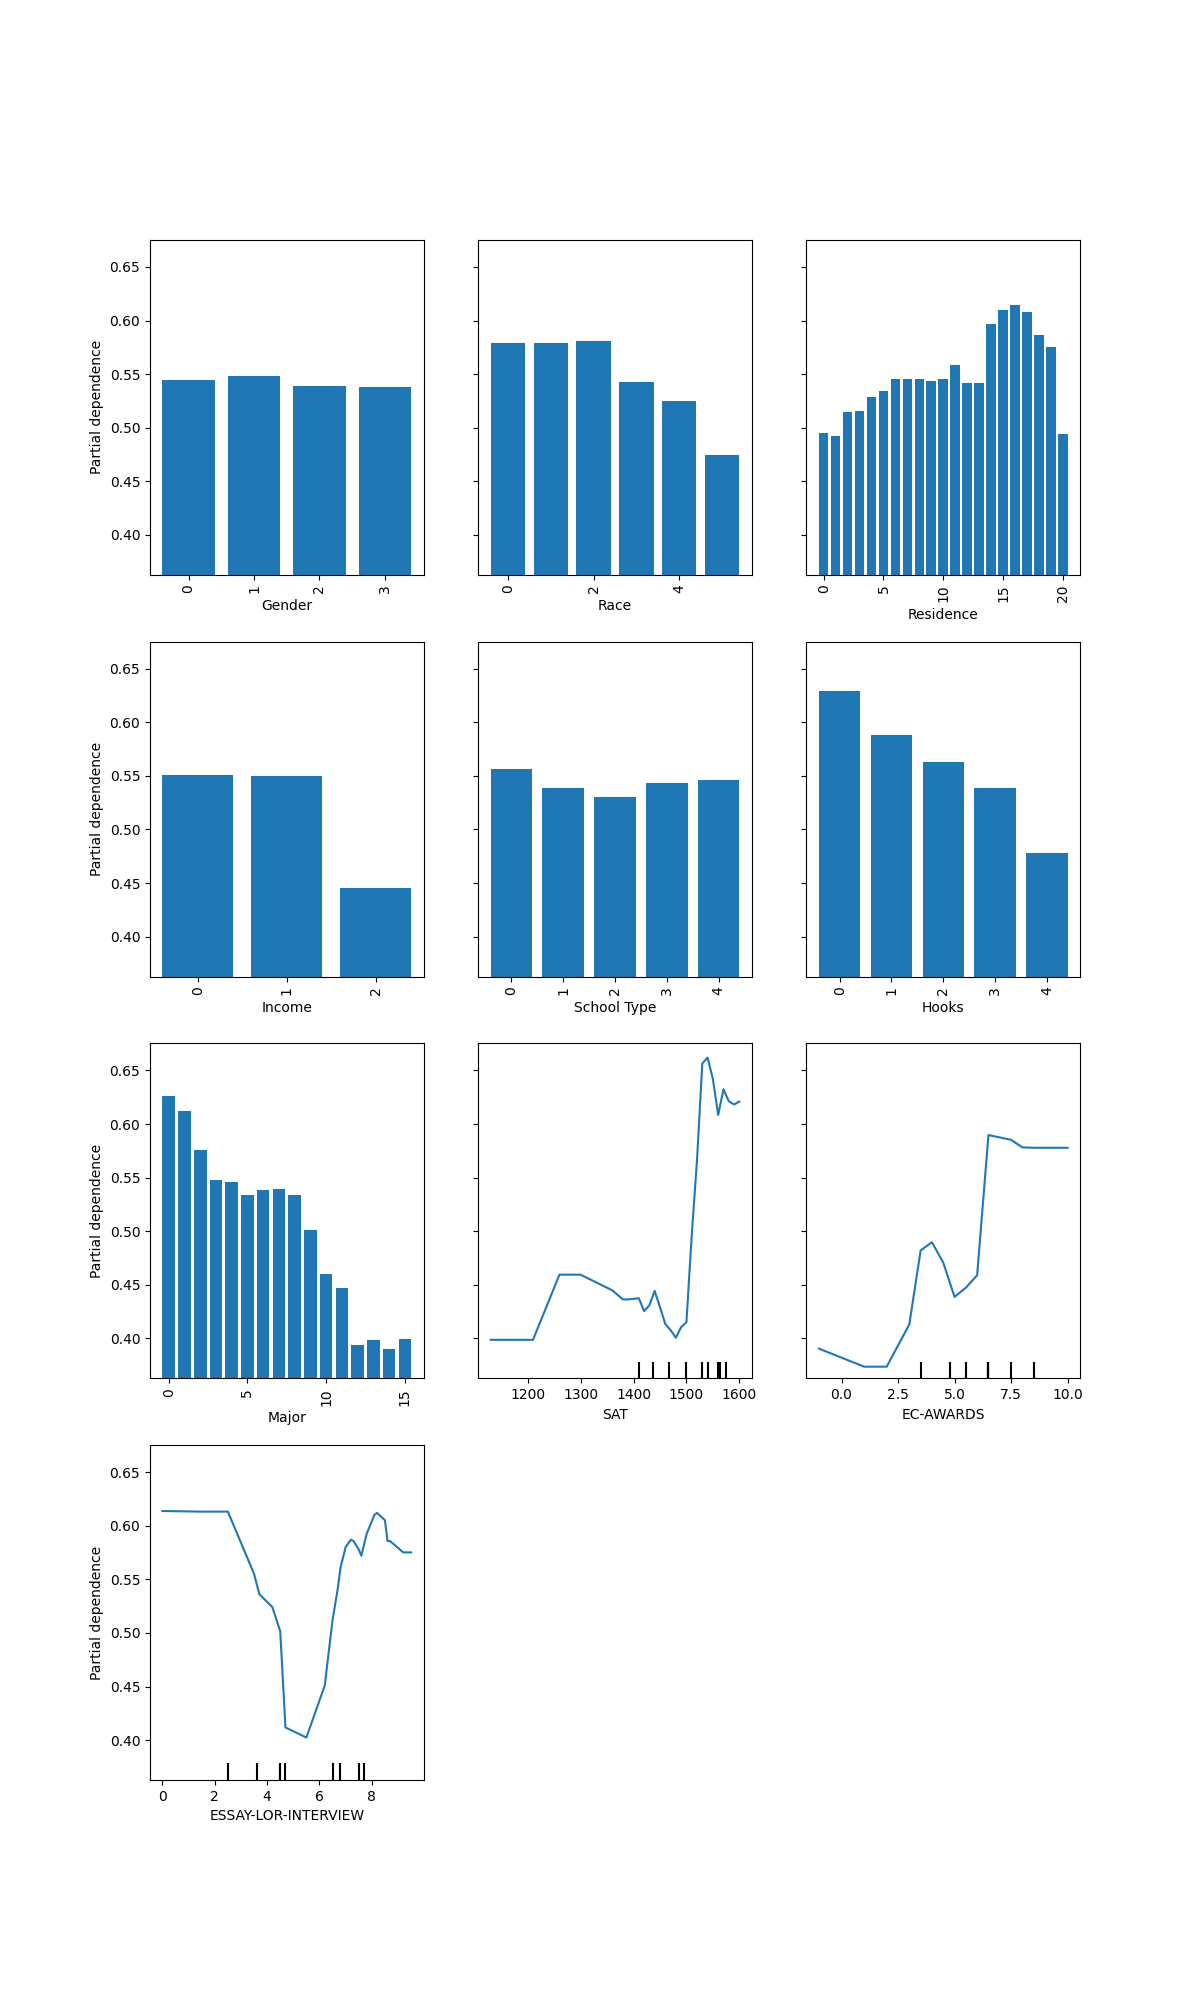 0.65
0.60
0.55
0.50
0.45
0.40
Partial dependence
0 1 2 3
Gender
0 2 4
Race
0 5 10 15 20
Residence
0.65
0.60
0.55
0.50
0.45
0.40
Partial dependence
0 1 2
Income
0 1 2 3 4
School Type
0 1 2 3 4
Hooks
0.65
0.60
0.55
0.50
0.45
0.40
Partial dependence
0 5 10 15
Major
1200 1300 1400 1500 1600
SAT
0.0 2.5 5.0 7.5 10.0
EC-AWARDS
0.65
0.60
0.55
0.50
0.45
0.40
Partial dependence
0 2 4 6 8
ESSAY-LOR-INTERVIEW